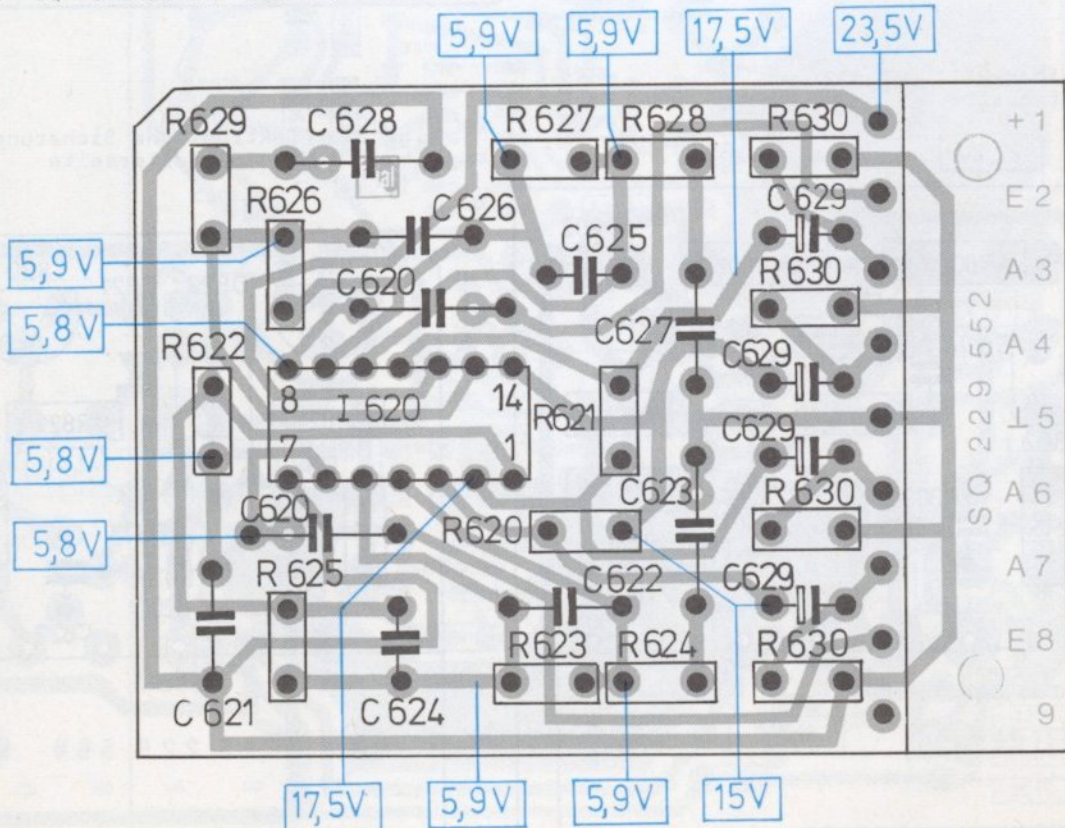 5,9V 5,9V 17,5V 23,5V
R629 C628 R627 R628 R630
+1
R626 C626 C629
E2
5,9V C625
C620 R630 A3
5,8V C627
R622 C629 A4
8 I 620 14 R621
⊥5
7 1 C629
5,8V C623 R630 A6
C620 R620
5,8V
R625 C622 C629 A7
R623 R624 R630 E8
C621 C624
9
SQ 229 552
17,5V 5,9V 5,9V 15V